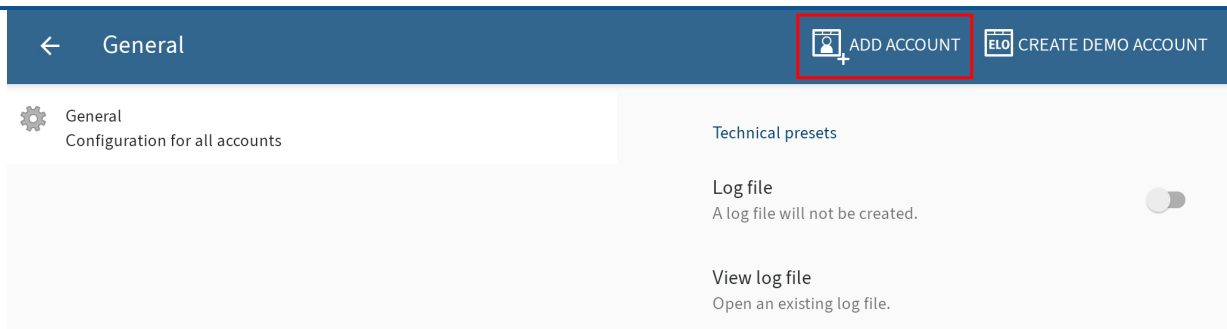 General
ADD ACCOUNT
ELO CREATE DEMO ACCOUNT
General
Configuration for all accounts
Technical presets
Log file
A log file will not be created.
View log file
Open an existing log file.